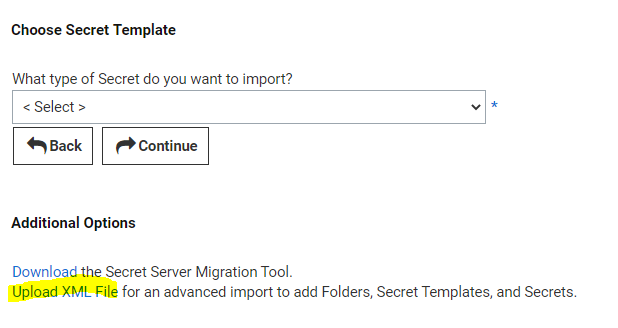 Choose Secret Template
What type of Secret do you want to import?
< Select > *
Back Continue
Additional Options
Download the Secret Server Migration Tool.
Upload XML File for an advanced import to add Folders, Secret Templates, and Secrets.